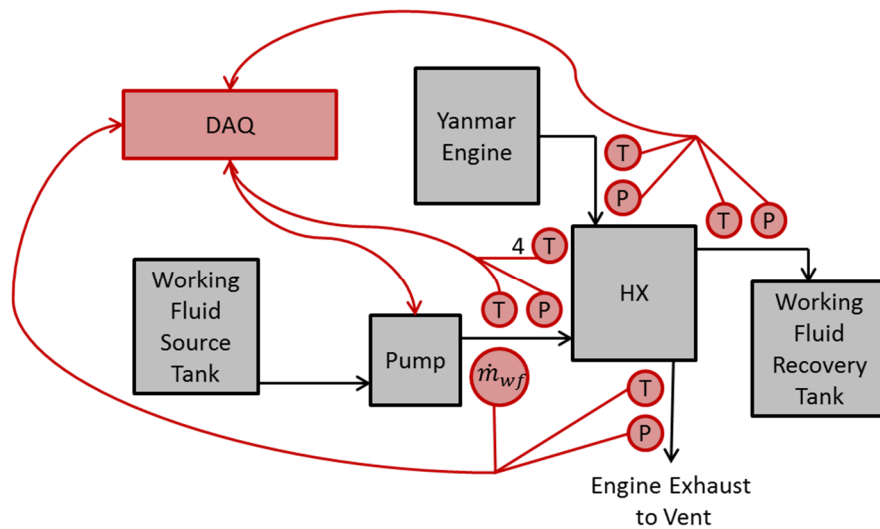 DAQ
Yanmar
Engine
T
P
T
P
4
T
T
P
HX
Working
Fluid
Source
Tank
Pump
ṁwf
Working
Fluid
Recovery
Tank
T
P
Engine Exhaust
to Vent